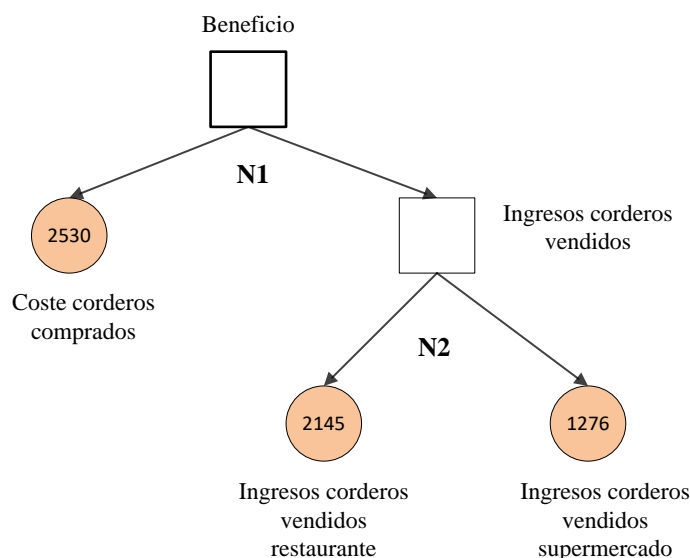 Beneficio
N1
2530
Ingresos corderos
vendidos
Coste corderos
comprados
N2
2145
1276
Ingresos corderos
vendidos
restaurante
Ingresos corderos
vendidos
supermercado